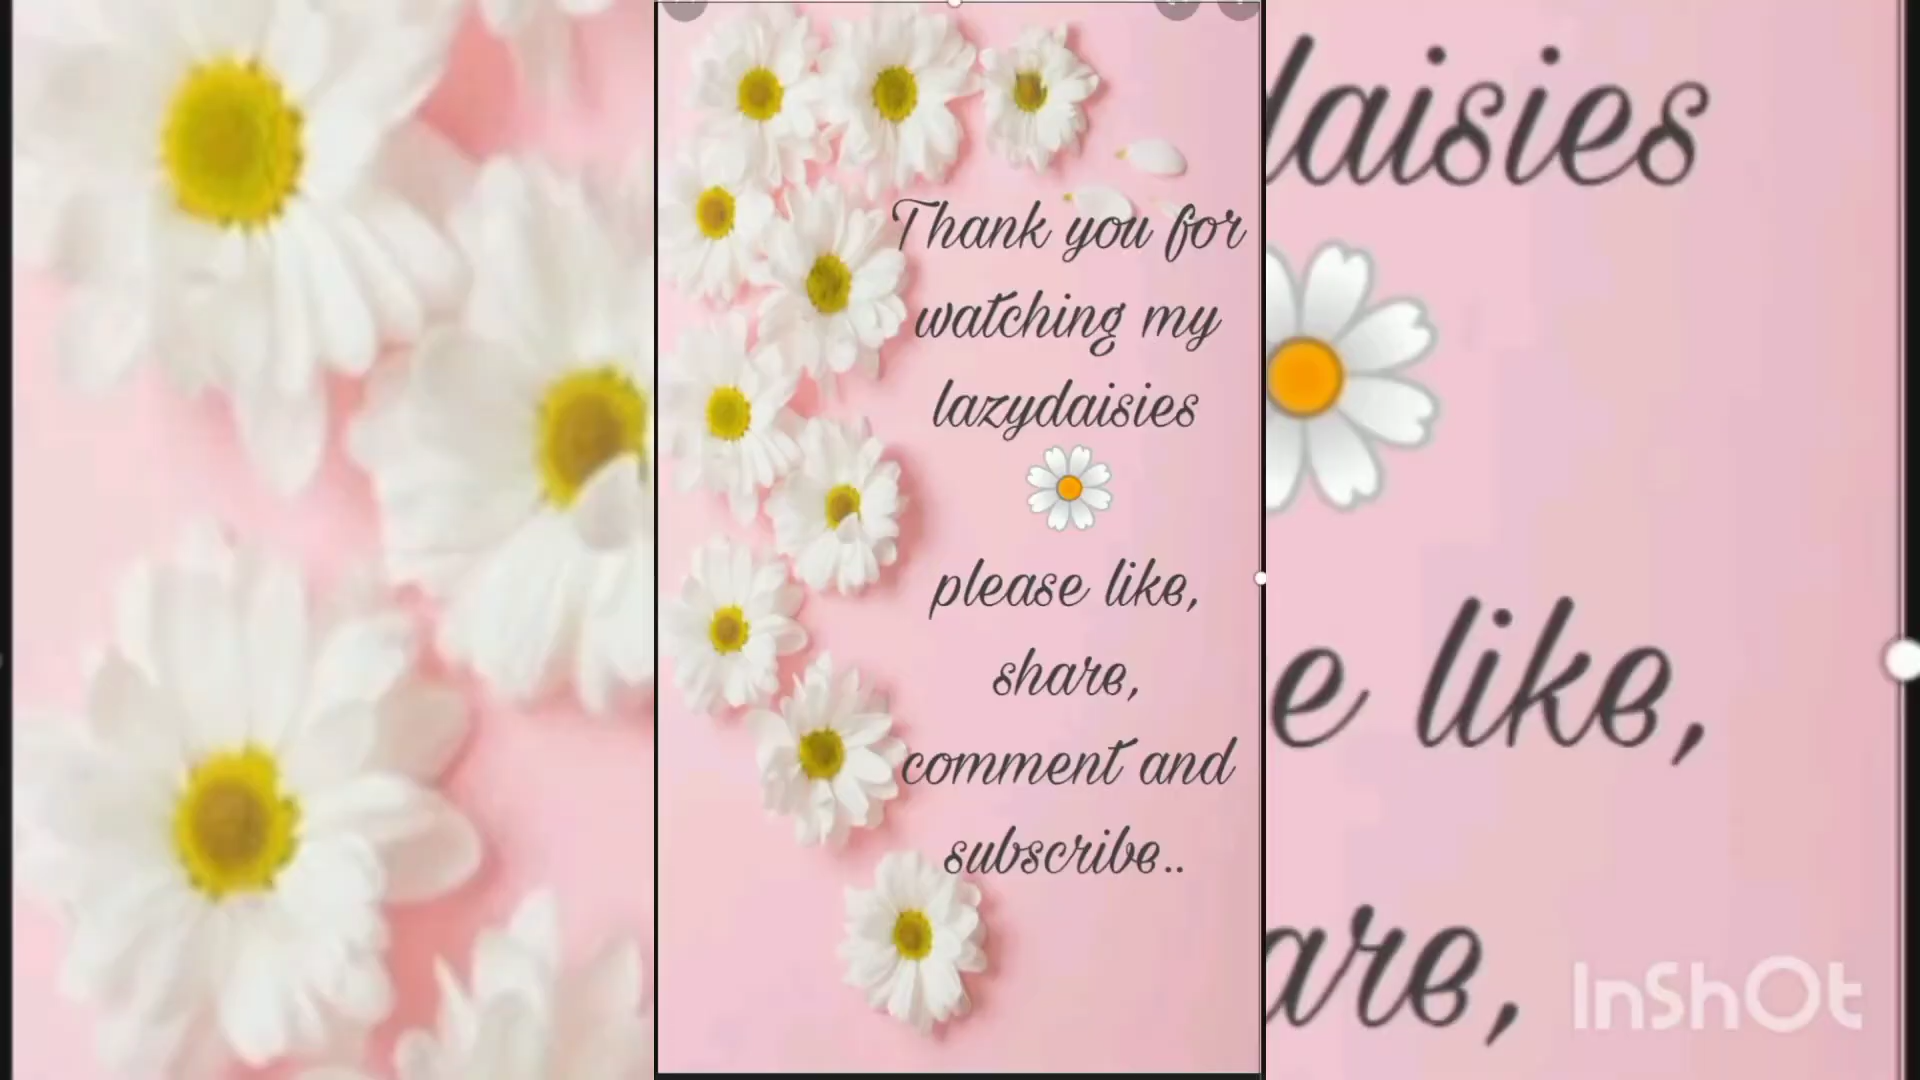 Thank you for
watching my
lazydaisies
please like,
share,
comment and
subscribe..
daisies
e like,
are,
InShOt